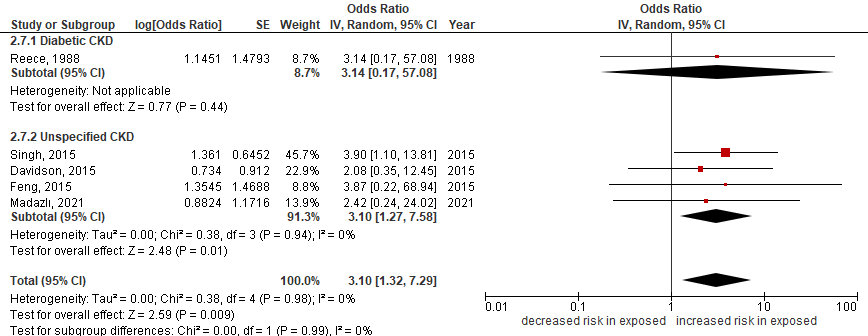 Odds Ratio Odds Ratio
Study or Subgroup log[Odds Ratio] SE Weight IV, Random, 95% CI Year IV, Random, 95% CI
2.7.1 Diabetic CKD
Reece, 1988 1.1451 1.4793 8.7% 3.14 [0.17, 57.08] 1988
Subtotal (95% CI) 8.7% 3.14 [0.17, 57.08]
Heterogeneity: Not applicable
Test for overall effect: Z = 0.77 (P = 0.44)
2.7.2 Unspecified CKD
Singh, 2015 1.361 0.6452 45.7% 3.90 [1.10, 13.81] 2015
Davidson, 2015 0.734 0.912 22.9% 2.08 [0.35, 12.45] 2015
Feng, 2015 1.3545 1.4688 8.8% 3.87 [0.22, 68.94] 2015
Madazlı, 2021 0.8824 1.1716 13.9% 2.42 [0.24, 24.02] 2021
Subtotal (95% CI) 91.3% 3.10 [1.27, 7.58]
Heterogeneity: Tau² = 0.00; Chi² = 0.38, df = 3 (P = 0.94); I² = 0%
Test for overall effect: Z = 2.48 (P = 0.01)
Total (95% CI) 100.0% 3.10 [1.32, 7.29]
Heterogeneity: Tau² = 0.00; Chi² = 0.38, df = 4 (P = 0.98); I² = 0%
Test for overall effect: Z = 2.59 (P = 0.009)
Test for subgroup differences: Chi² = 0.00, df = 1 (P = 0.99), I² = 0%
0.01 0.1 1 10 100
decreased risk in exposed increased risk in exposed